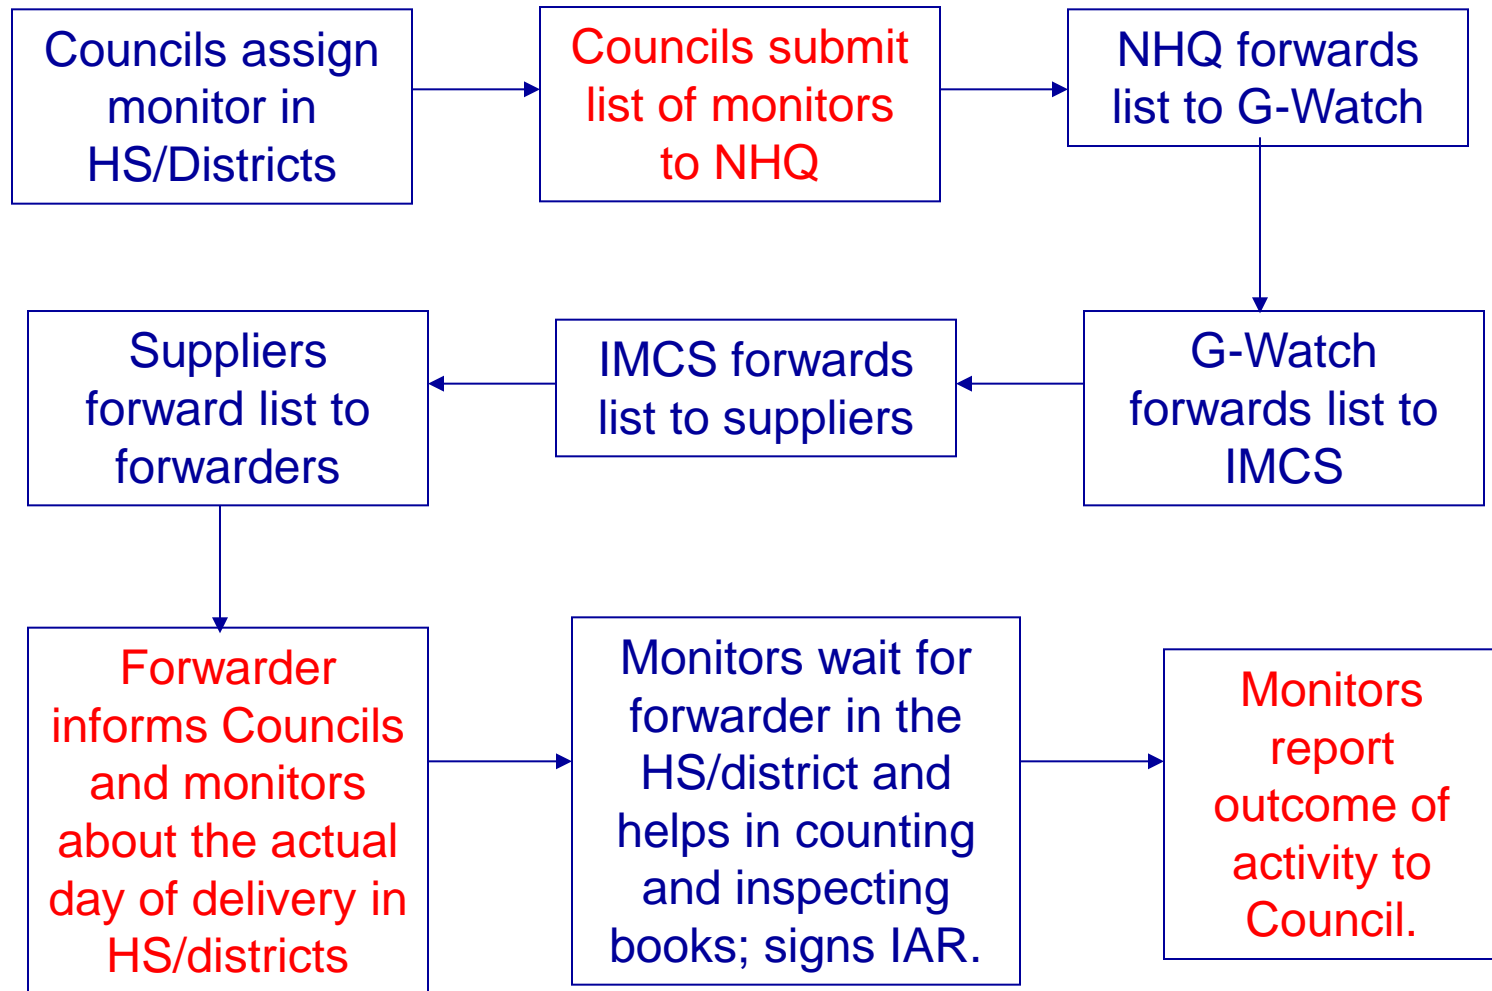 Councils assign
monitor in
HS/Districts
Councils submit
list of monitors
to NHQ
NHQ forwards
list to G-Watch
Suppliers
forward list to
forwarders
IMCS forwards
list to suppliers
G-Watch
forwards list to
IMCS
Forwarder
informs Councils
and monitors
about the actual
day of delivery in
HS/districts
Monitors wait for
forwarder in the
HS/district and
helps in counting
and inspecting
books; signs IAR.
Monitors
report
outcome of
activity to
Council.